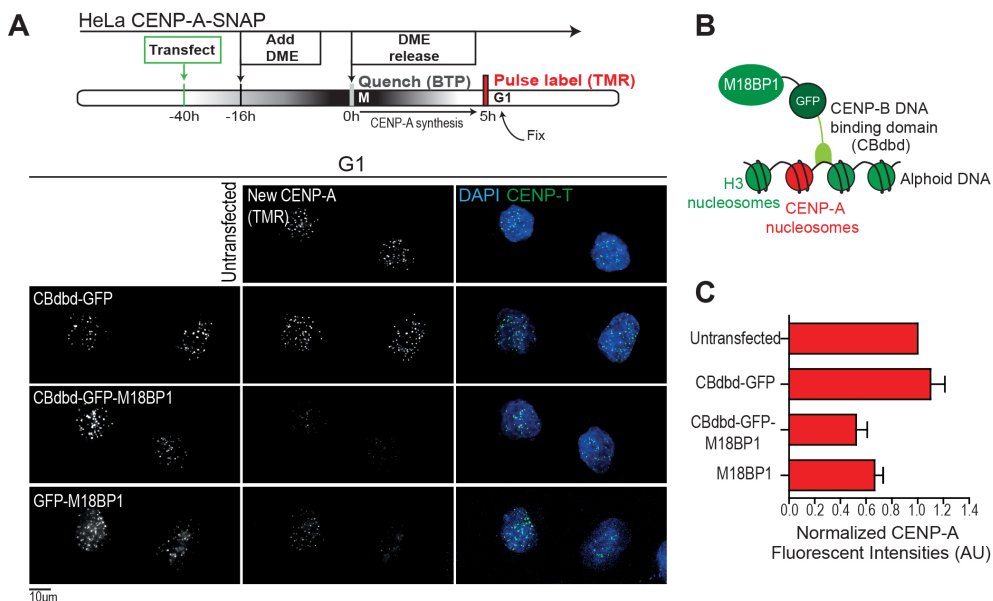 A
HeLa CENP-A-SNAP
Transfect
Add
DME
DME
release
Quench (BTP)
Pulse label (TMR)
M
G1
-40h
-16h
0h
CENP-A synthesis
5h
Fix
G1
Untransfected
New CENP-A
(TMR)
DAPI CENP-T
CBdbd-GFP
CBdbd-GFP-M18BP1
GFP-M18BP1
10µm
B
M18BP1
GFP
CENP-B DNA
binding domain
(CBdbd)
Alphoid DNA
H3
nucleosomes
CENP-A
nucleosomes
C
Untransfected
CBdbd-GFP
CBdbd-GFP-
M18BP1
M18BP1
0.0 0.2 0.4 0.6 0.8 1.0 1.2 1.4
Normalized CENP-A
Fluorescent Intensities (AU)